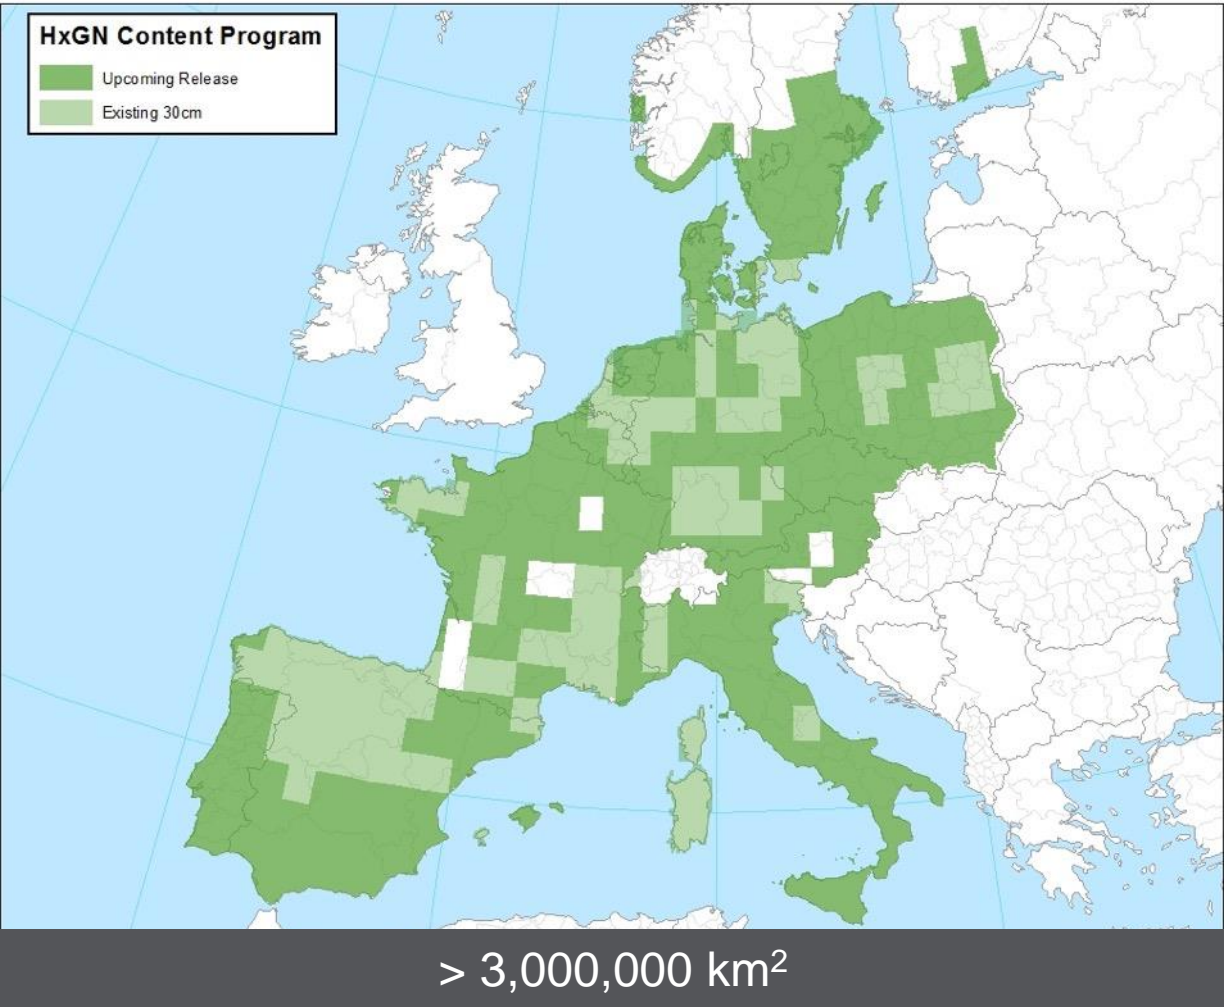 HxGN Content Program
Upcoming Release
Existing 30cm
> 3,000,000 km²